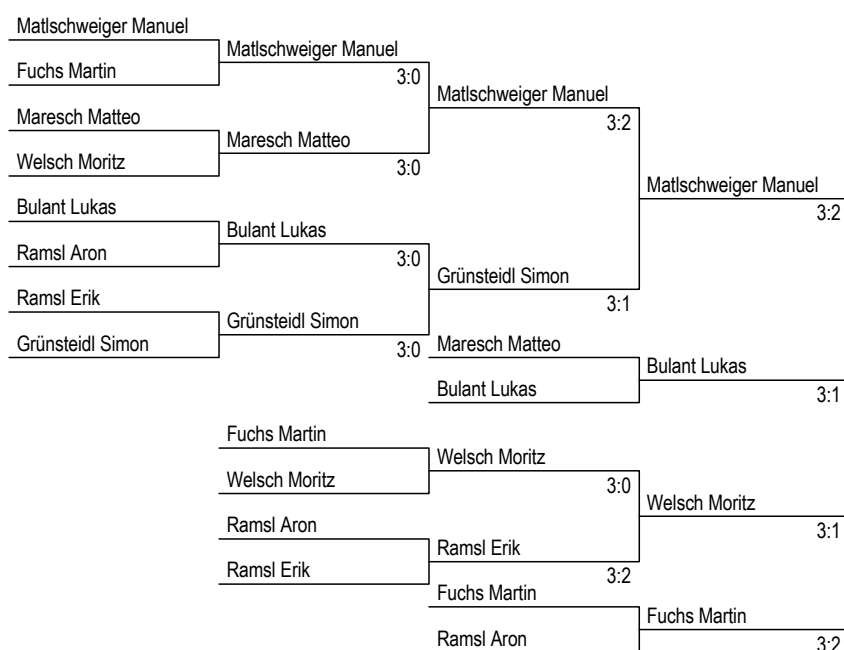 Matlschweiger Manuel
Matlschweiger Manuel
Fuchs Martin
3:0
Matlschweiger Manuel
Maresch Matteo
3:2
Maresch Matteo
Welsch Moritz
3:0
Matlschweiger Manuel
3:2
Bulant Lukas
Bulant Lukas
Ramsl Aron
3:0
Grünsteidl Simon
Ramsl Erik
3:1
Grünsteidl Simon
Grünsteidl Simon
3:0
Maresch Matteo
Bulant Lukas
Bulant Lukas
3:1
Fuchs Martin
Welsch Moritz
Welsch Moritz
3:0
Welsch Moritz
Ramsl Aron
3:1
Ramsl Erik
Ramsl Erik
3:2
Fuchs Martin
Fuchs Martin
Ramsl Aron
3:2